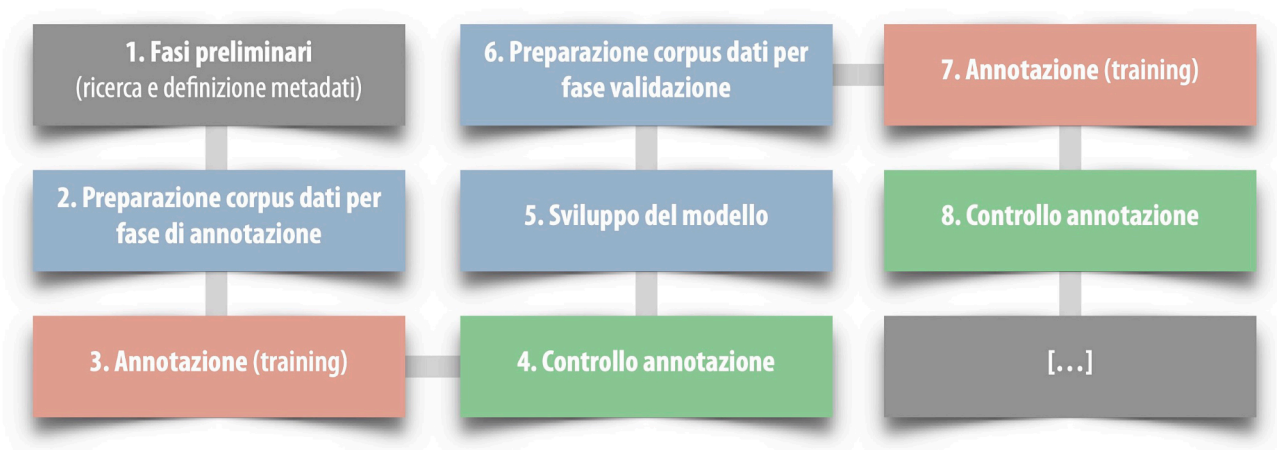 1. Fasi preliminari
(ricerca e definizione metadati)
2. Preparazione corpus dati per
fase di annotazione
3. Annotazione (training)
4. Controllo annotazione
5. Sviluppo del modello
6. Preparazione corpus dati per
fase validazione
7. Annotazione (training)
8. Controllo annotazione
[…]